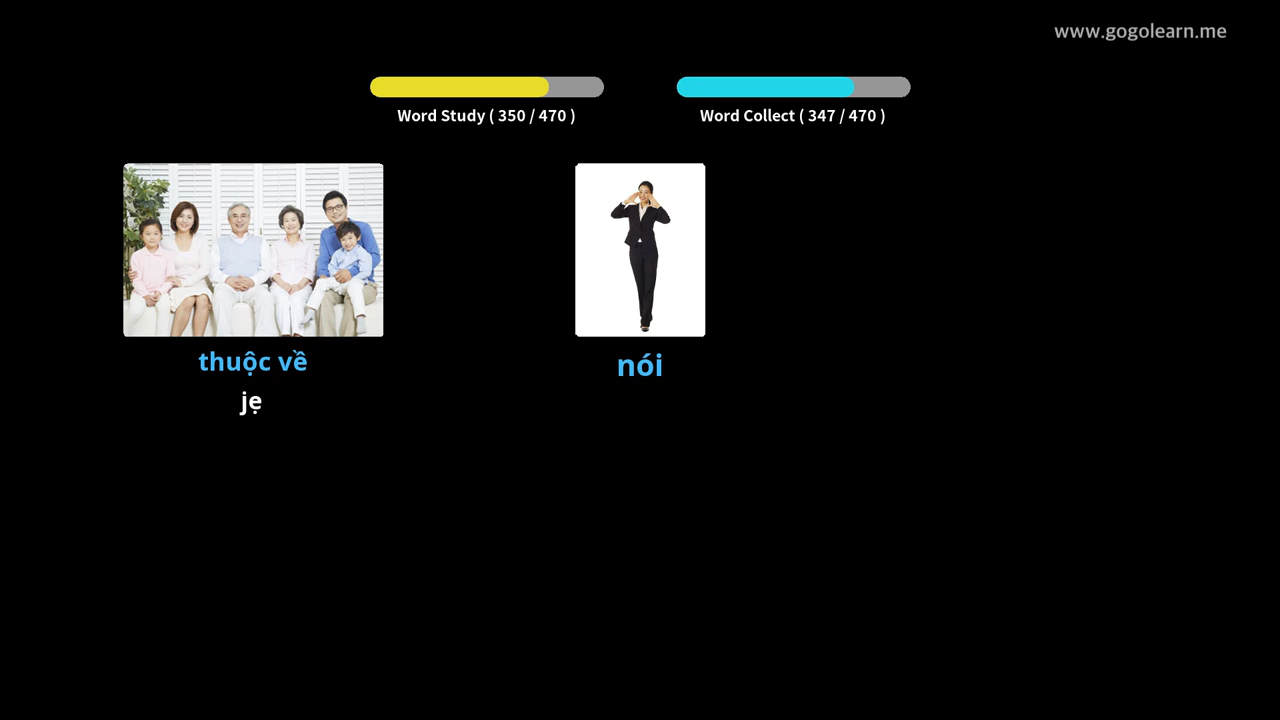 www.gogolearn.me
Word Study ( 350 / 470 )
Word Collect ( 347 / 470 )
thuộc về
jẹ
nói